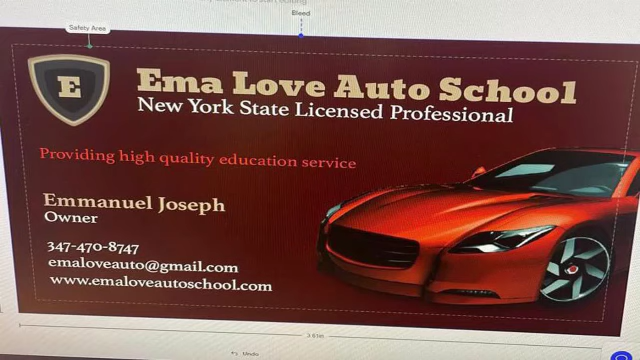 Bleed
Safety Area
E
Ema Love Auto School
New York State Licensed Professional
Providing high quality education service
Emmanuel Joseph
Owner
347-470-8747
emaloveauto@gmail.com
www.emaloveautoschool.com
Undo